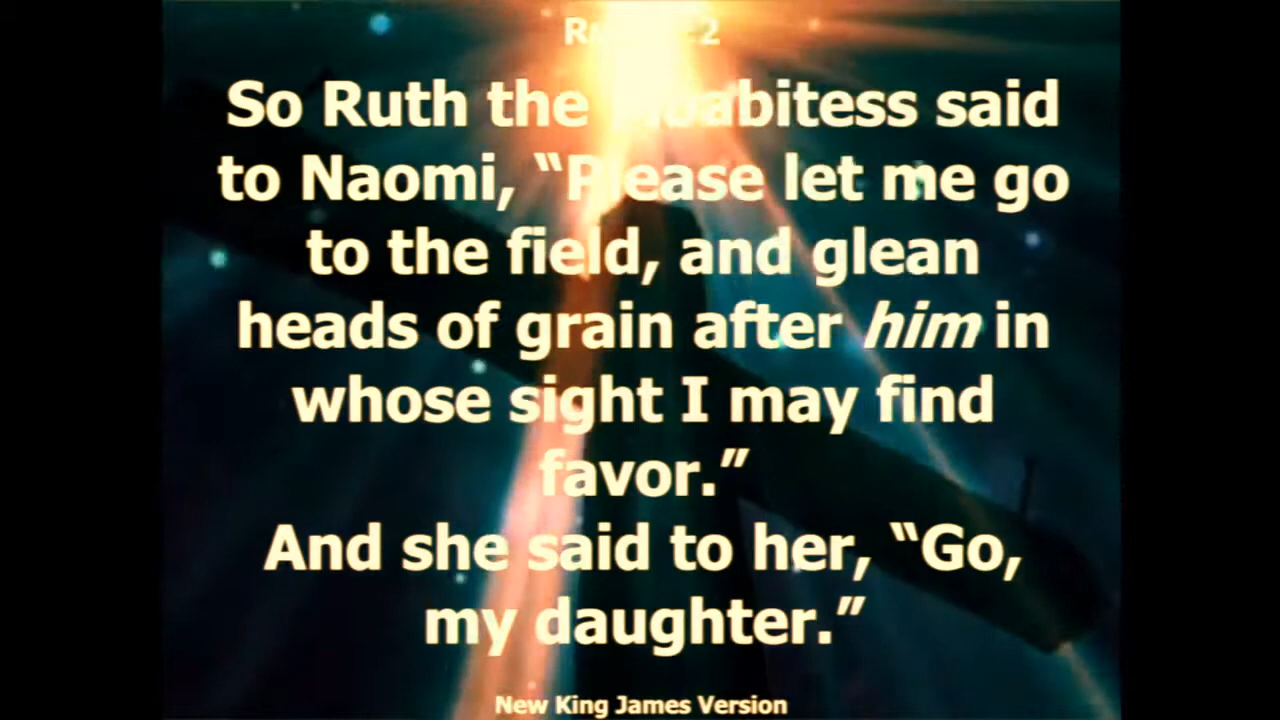 So Ruth the Moabitess said
to Naomi, “Please let me go
to the field, and glean
heads of grain after him in
whose sight I may find
favor.”
And she said to her, “Go,
my daughter.”
New King James Version